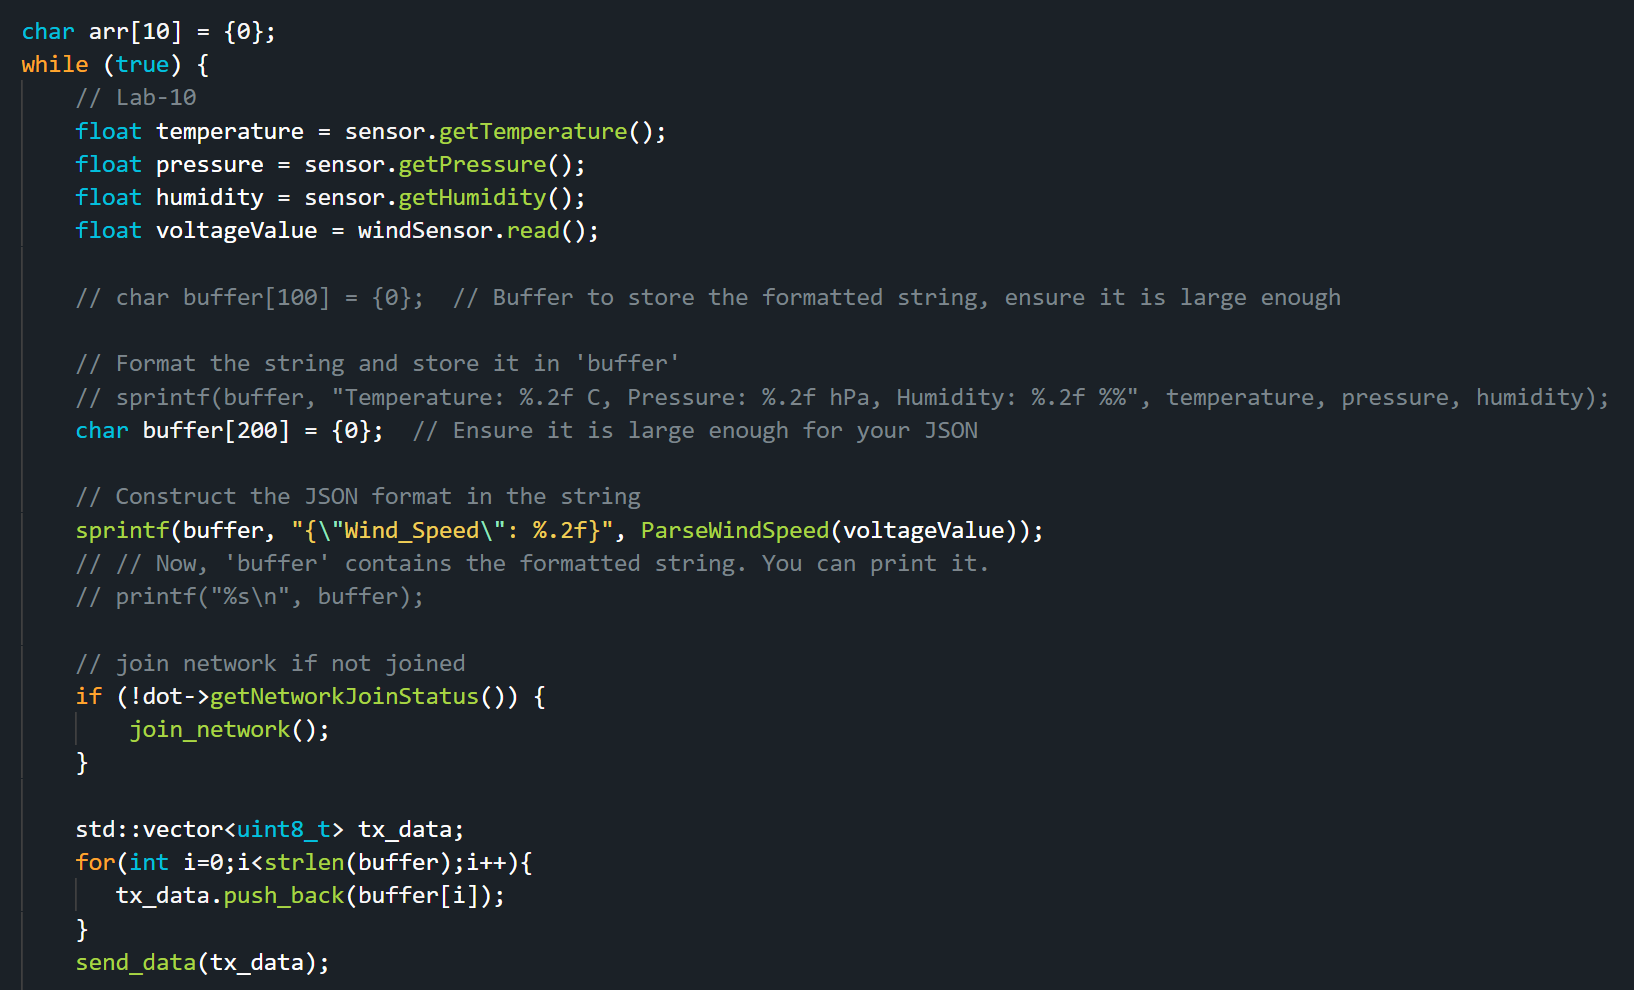 char arr[10] = {0};
while (true) {
// Lab-10
float temperature = sensor.getTemperature();
float pressure = sensor.getPressure();
float humidity = sensor.getHumidity();
float voltageValue = windSensor.read();
// char buffer[100] = {0};  // Buffer to store the formatted string, ensure it is large enough
// Format the string and store it in 'buffer'
// sprintf(buffer, "Temperature: %.2f C, Pressure: %.2f hPa, Humidity: %.2f %%", temperature, pressure, humidity);
char buffer[200] = {0};  // Ensure it is large enough for your JSON
// Construct the JSON format in the string
sprintf(buffer, "{\"Wind_Speed\": %.2f}", ParseWindSpeed(voltageValue));
// // Now, 'buffer' contains the formatted string. You can print it.
// printf("%s\n", buffer);
// join network if not joined
if (!dot->getNetworkJoinStatus()) {
join_network();
}
std::vector<uint8_t> tx_data;
for(int i=0;i<strlen(buffer);i++){
tx_data.push_back(buffer[i]);
}
send_data(tx_data);